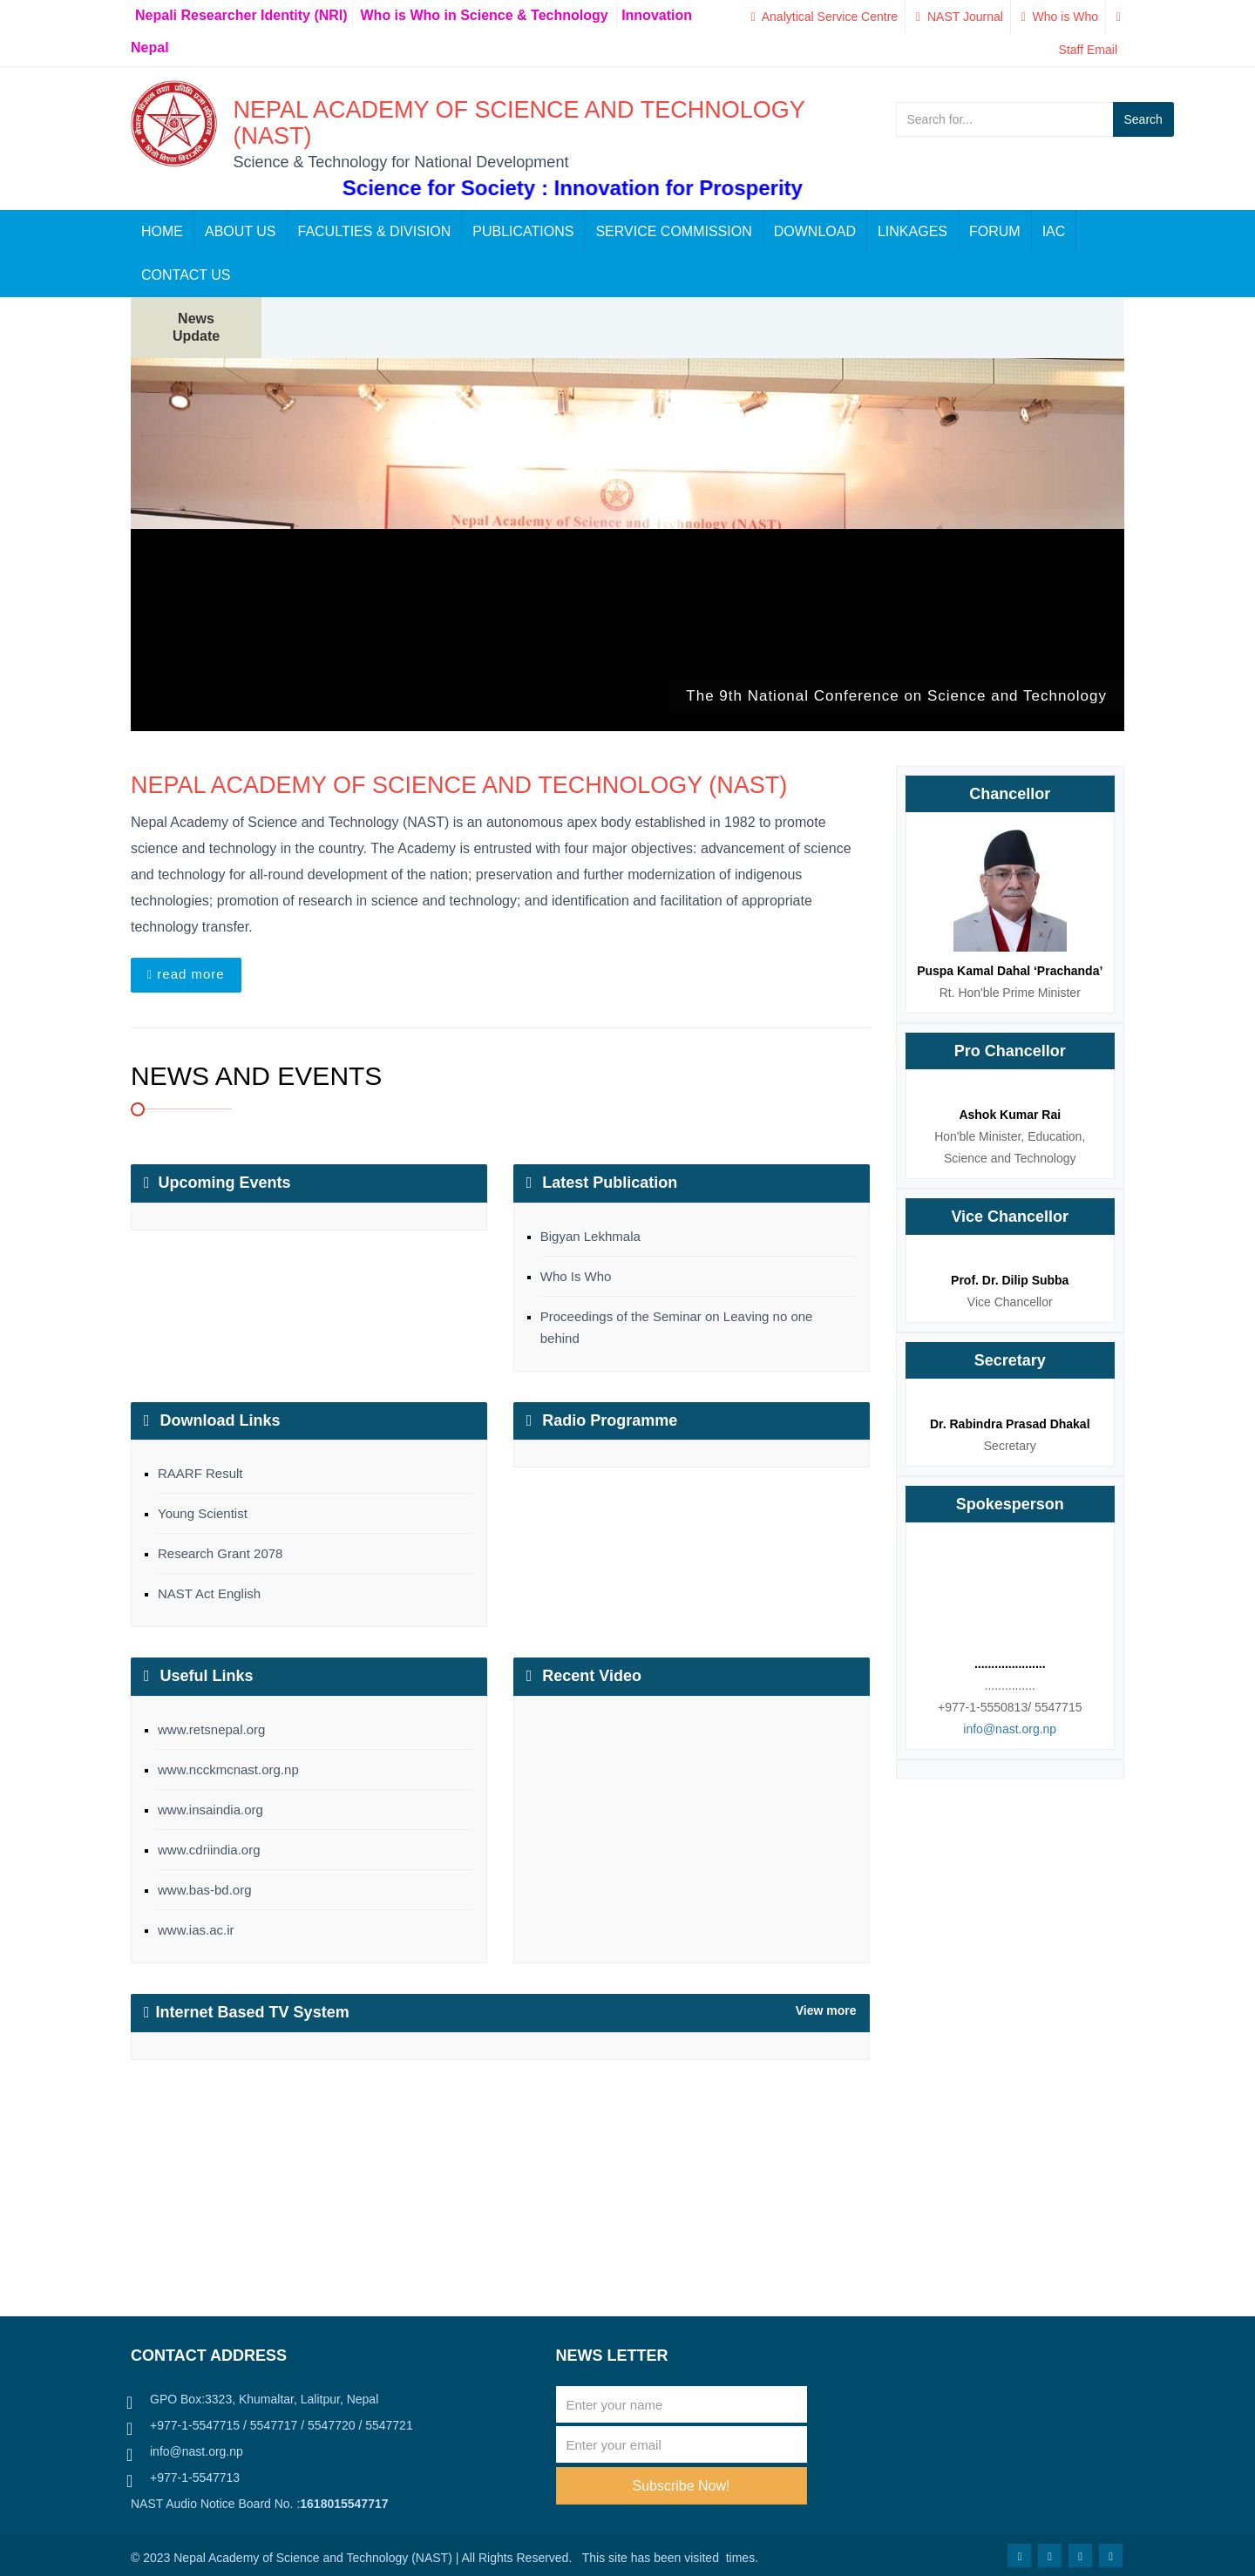 Nepali Researcher Identity (NRI) Who is Who in Science & Technology Innovation
Nepal
Analytical Service Centre NAST Journal Who is Who
Staff Email
NEPAL ACADEMY OF SCIENCE AND TECHNOLOGY
(NAST)
Science & Technology for National Development
Science for Society : Innovation for Prosperity
Search for... Search
HOME ABOUT US FACULTIES & DIVISION PUBLICATIONS SERVICE COMMISSION DOWNLOAD LINKAGES FORUM IAC
CONTACT US
News
Update
Nepal Academy of Science and Technology (NAST)
The 9th National Conference on Science and Technology
NEPAL ACADEMY OF SCIENCE AND TECHNOLOGY (NAST)
Nepal Academy of Science and Technology (NAST) is an autonomous apex body established in 1982 to promote
science and technology in the country. The Academy is entrusted with four major objectives: advancement of science
and technology for all-round development of the nation; preservation and further modernization of indigenous
technologies; promotion of research in science and technology; and identification and facilitation of appropriate
technology transfer.
read more
NEWS AND EVENTS
Upcoming Events
Latest Publication
Bigyan Lekhmala
Who Is Who
Proceedings of the Seminar on Leaving no one
behind
Download Links
RAARF Result
Young Scientist
Research Grant 2078
NAST Act English
Radio Programme
Useful Links
www.retsnepal.org
www.ncckmcnast.org.np
www.insaindia.org
www.cdriindia.org
www.bas-bd.org
www.ias.ac.ir
Recent Video
Internet Based TV System View more
Chancellor
Puspa Kamal Dahal ‘Prachanda’
Rt. Hon'ble Prime Minister
Pro Chancellor
Ashok Kumar Rai
Hon'ble Minister, Education,
Science and Technology
Vice Chancellor
Prof. Dr. Dilip Subba
Vice Chancellor
Secretary
Dr. Rabindra Prasad Dhakal
Secretary
Spokesperson
.....................
...............
+977-1-5550813/ 5547715
info@nast.org.np
CONTACT ADDRESS
GPO Box:3323, Khumaltar, Lalitpur, Nepal
+977-1-5547715 / 5547717 / 5547720 / 5547721
info@nast.org.np
+977-1-5547713
NAST Audio Notice Board No. :1618015547717
NEWS LETTER
Enter your name
Enter your email
Subscribe Now!
© 2023 Nepal Academy of Science and Technology (NAST) | All Rights Reserved. This site has been visited times.